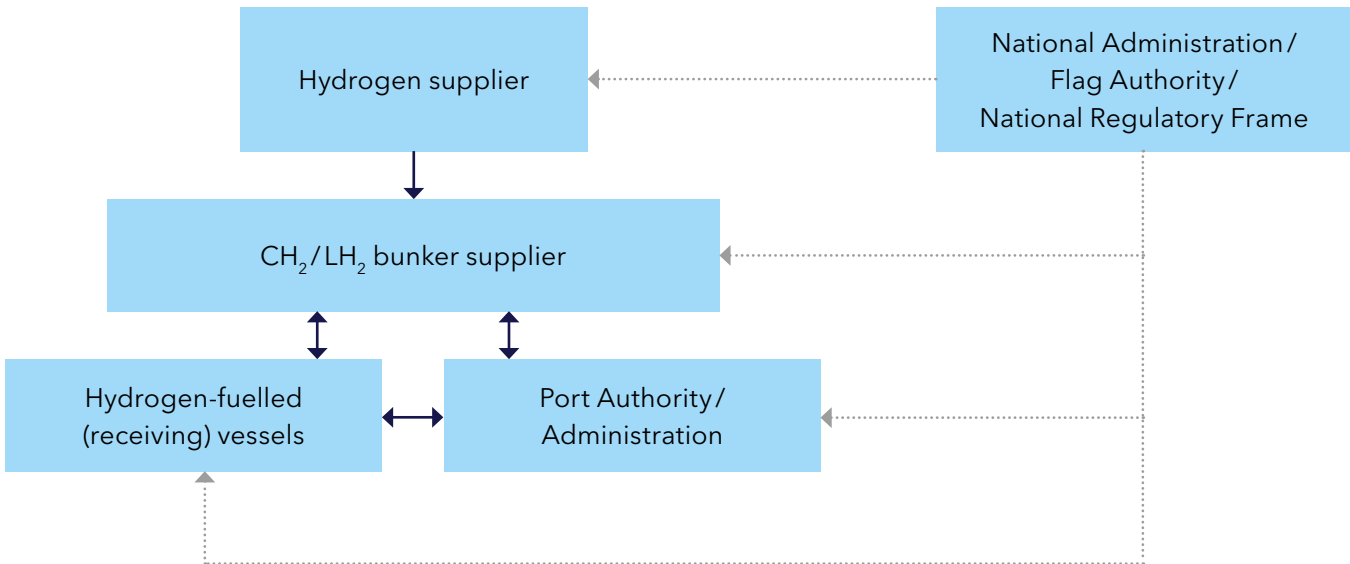 Hydrogen supplier
National Administration /
Flag Authority /
National Regulatory Frame
CH₂ / LH₂ bunker supplier
Hydrogen-fuelled
(receiving) vessels
Port Authority /
Administration